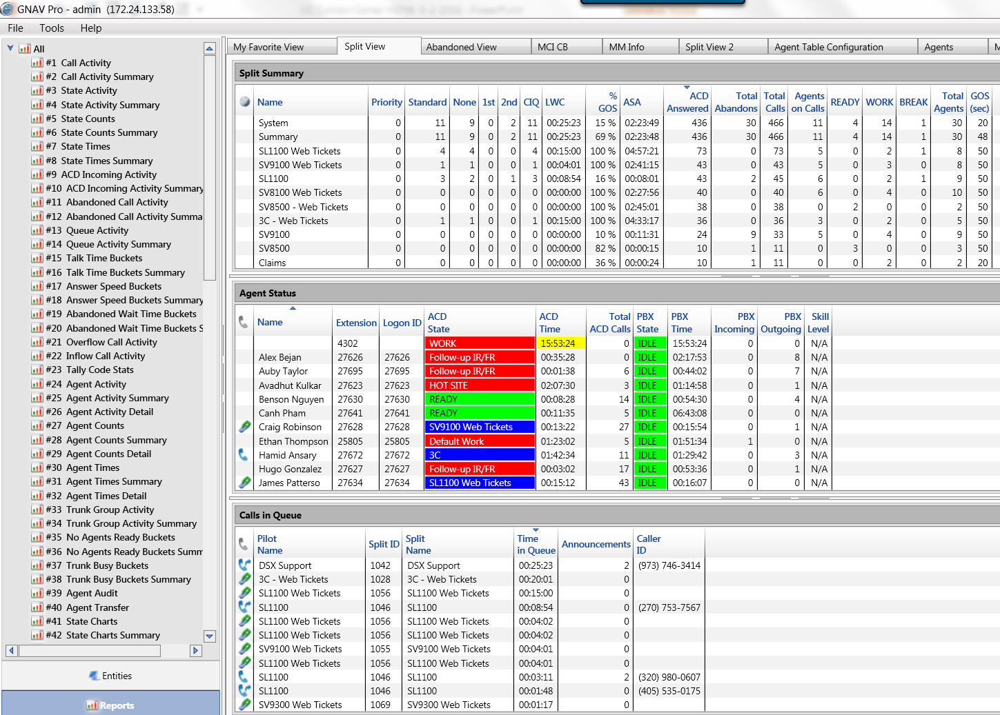 GNAV Pro - admin  (172.24.133.58)
File Tools Help
All
#1 Call Activity
#2 Call Activity Summary
#3 State Activity
#4 State Activity Summary
#5 State Counts
#6 State Counts Summary
#7 State Times
#8 State Times Summary
#9 ACD Incoming Activity
#10 ACD Incoming Activity Summary
#11 Abandoned Call Activity
#12 Abandoned Call Activity Summa
#13 Queue Activity
#14 Queue Activity Summary
#15 Talk Time Buckets
#16 Talk Time Buckets Summary
#17 Answer Speed Buckets
#18 Answer Speed Buckets Summary
#19 Abandoned Wait Time Buckets
#20 Abandoned Wait Time Buckets S
#21 Overflow Call Activity
#22 Inflow Call Activity
#23 Tally Code Stats
#24 Agent Activity
#25 Agent Activity Summary
#26 Agent Activity Detail
#27 Agent Counts
#28 Agent Counts Summary
#29 Agent Counts Detail
#30 Agent Times
#31 Agent Times Summary
#32 Agent Times Detail
#33 Trunk Group Activity
#34 Trunk Group Activity Summary
#35 No Agents Ready Buckets
#36 No Agents Ready Buckets Summ
#37 Trunk Busy Buckets
#38 Trunk Busy Buckets Summary
#39 Agent Audit
#40 Agent Transfer
#41 State Charts
#42 State Charts Summary
Entities
Reports
My Favorite View Split View Abandoned View MCI CB MM Info Split View 2 Agent Table Configuration Agents M
Split Summary
Name Priority Standard None 1st 2nd CIQ LWC % GOS ASA ACD Answered Total Abandons Total Calls Agents on Calls READY WORK BREAK Total Agents GOS (sec)
System 0 11 9 0 2 11 00:25:23 15 % 02:23:49 436 30 466 11 4 14 1 30 20
Summary 0 11 9 0 2 11 00:25:23 69 % 02:23:48 436 30 466 11 4 14 1 30 48
SL1100 Web Tickets 0 4 4 0 0 4 00:15:00 100 % 04:57:21 73 0 73 5 0 2 1 8 50
SV9100 Web Tickets 0 1 1 0 0 1 00:04:01 100 % 02:41:15 43 0 43 5 0 3 0 8 50
SL1100 0 3 2 0 1 3 00:08:54 16 % 00:08:01 43 2 45 6 0 2 1 9 50
SV8100 Web Tickets 0 0 0 0 0 0 00:00:00 100 % 02:27:56 40 0 40 6 0 4 0 10 50
SV8500 - Web Tickets 0 0 0 0 0 0 00:00:00 100 % 02:45:01 38 0 38 0 2 0 0 2 50
3C - Web Tickets 0 1 1 0 0 1 00:15:00 100 % 04:33:17 36 0 36 3 0 2 0 5 50
SV9100 0 0 0 0 0 0 00:00:00 10 % 00:11:31 24 9 33 5 0 4 0 9 50
SV8500 0 0 0 0 0 0 00:00:00 82 % 00:00:15 10 1 11 0 3 0 0 3 50
Claims 0 0 0 0 0 0 00:00:00 36 % 00:00:24 10 1 11 0 0 2 0 2 20
Agent Status
Name Extension Logon ID ACD State ACD Time Total ACD Calls PBX State PBX Time PBX Incoming PBX Outgoing Skill Level
4302 WORK 15:53:24 0 IDLE 15:53:24 0 0 N/A
Alex Bejan 27626 27626 Follow-up IR/FR 00:35:28 0 IDLE 02:17:53 0 8 N/A
Auby Taylor 27695 27695 Follow-up IR/FR 00:01:38 6 IDLE 00:44:02 0 7 N/A
Avadhut Kulkar 27623 27623 HOT SITE 02:07:30 3 IDLE 01:14:58 0 1 N/A
Benson Nguyen 27630 27630 READY 00:08:28 14 IDLE 00:54:30 0 4 N/A
Canh Pham 27641 27641 READY 00:11:35 5 IDLE 06:43:08 0 0 N/A
Craig Robinson 27628 27628 SV9100 Web Tickets 00:13:22 27 IDLE 00:15:54 0 1 N/A
Ethan Thompson 25805 25805 Default Work 01:23:02 5 IDLE 01:51:34 1 0 N/A
Hamid Ansary 27672 27672 3C 01:42:34 11 IDLE 01:29:42 0 3 N/A
Hugo Gonzalez 27627 27627 Follow-up IR/FR 00:03:02 17 IDLE 00:53:36 0 1 N/A
James Patterso 27634 27634 SL1100 Web Tickets 00:15:12 43 IDLE 00:16:07 0 0 N/A
Calls in Queue
Pilot Name Split ID Split Name Time in Queue Announcements Caller ID
DSX Support 1042 DSX Support 00:25:23 2 (973) 746-3414
3C - Web Tickets 1028 3C - Web Tickets 00:20:01 0
SL1100 Web Tickets 1056 SL1100 Web Tickets 00:15:00 0
SL1100 1046 SL1100 00:08:54 0 (270) 753-7567
SL1100 Web Tickets 1056 SL1100 Web Tickets 00:04:02 0
SL1100 Web Tickets 1056 SL1100 Web Tickets 00:04:02 0
SV9100 Web Tickets 1055 SV9100 Web Tickets 00:04:01 0
SL1100 Web Tickets 1056 SL1100 Web Tickets 00:04:01 0
SL1100 1046 SL1100 00:03:11 2 (320) 980-0607
SL1100 1046 SL1100 00:01:48 0 (405) 535-0175
SV9300 Web Tickets 1069 SV9300 Web Tickets 00:01:17 0